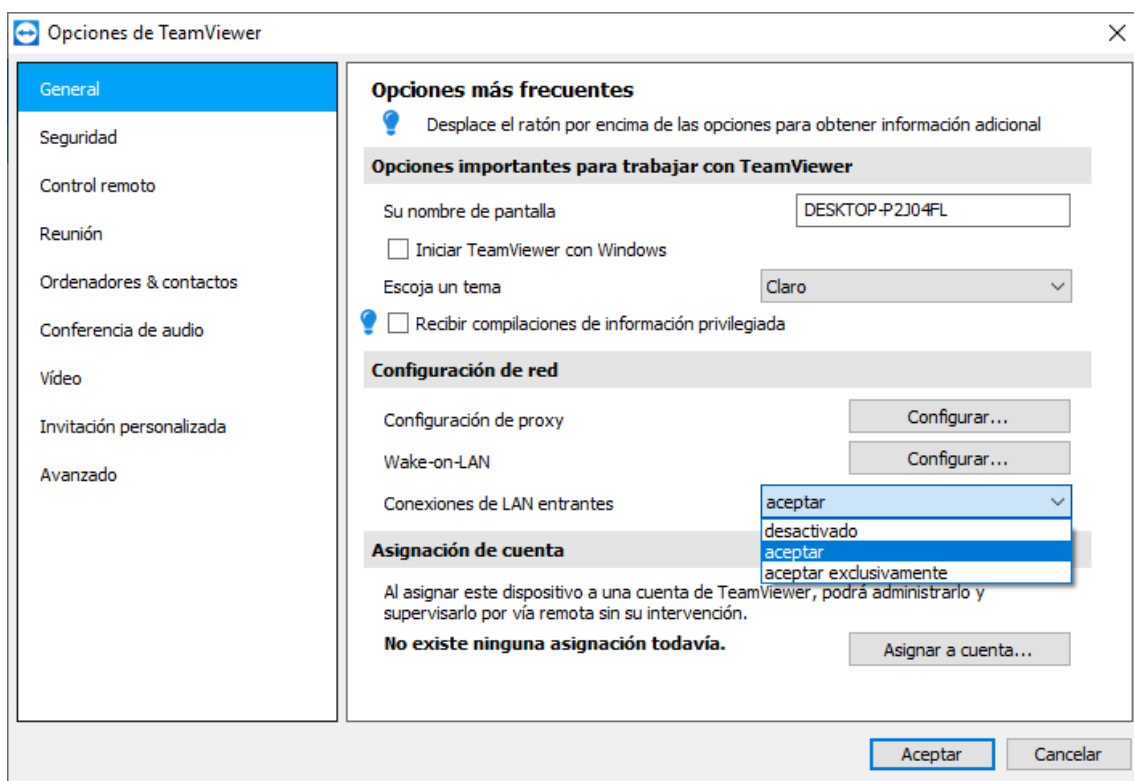 Opciones de TeamViewer
General
Seguridad
Control remoto
Reunión
Ordenadores & contactos
Conferencia de audio
Vídeo
Invitación personalizada
Avanzado
Opciones más frecuentes
Desplace el ratón por encima de las opciones para obtener información adicional
Opciones importantes para trabajar con TeamViewer
Su nombre de pantalla DESKTOP-P2J04FL
Iniciar TeamViewer con Windows
Escoja un tema Claro
Recibir compilaciones de información privilegiada
Configuración de red
Configuración de proxy Configurar...
Wake-on-LAN Configurar...
Conexiones de LAN entrantes aceptar
desactivado
aceptar
aceptar exclusivamente
Asignación de cuenta
Al asignar este dispositivo a una cuenta de TeamViewer, podrá administrarlo y
supervisarlo por vía remota sin su intervención.
No existe ninguna asignación todavía. Asignar a cuenta...
Aceptar Cancelar